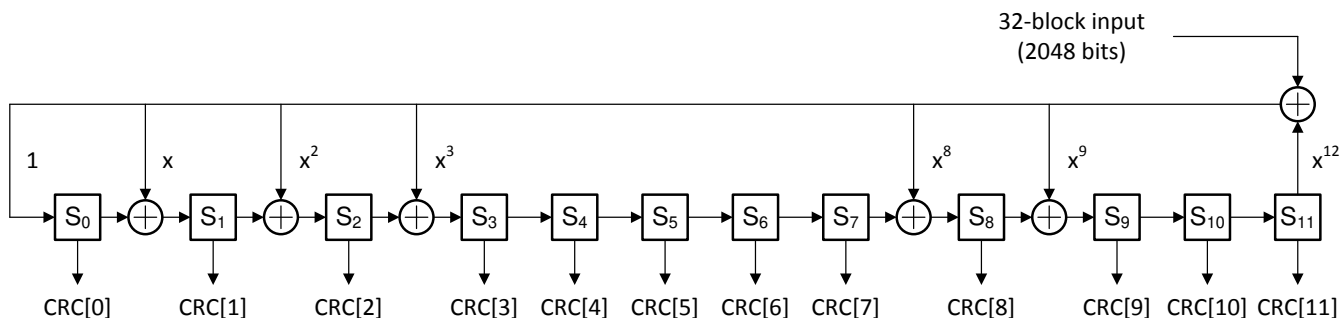 32-block input
(2048 bits)
1 x x² x³ x⁸ x⁹ x¹²
S₀ S₁ S₂ S₃ S₄ S₅ S₆ S₇ S₈ S₉ S₁₀ S₁₁
CRC[0] CRC[1] CRC[2] CRC[3] CRC[4] CRC[5] CRC[6] CRC[7] CRC[8] CRC[9] CRC[10] CRC[11]